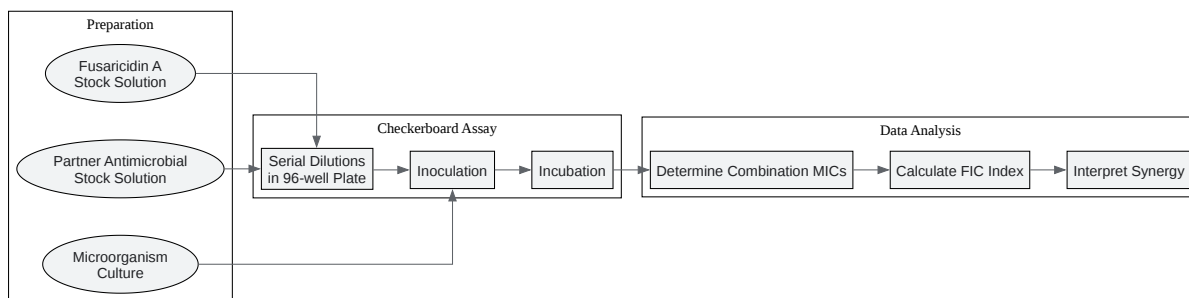 Preparation
Fusaricidin A
Stock Solution
Partner Antimicrobial
Stock Solution
Microorganism
Culture
Checkerboard Assay
Serial Dilutions
in 96-well Plate
Inoculation
Incubation
Data Analysis
Determine Combination MICs
Calculate FIC Index
Interpret Synergy